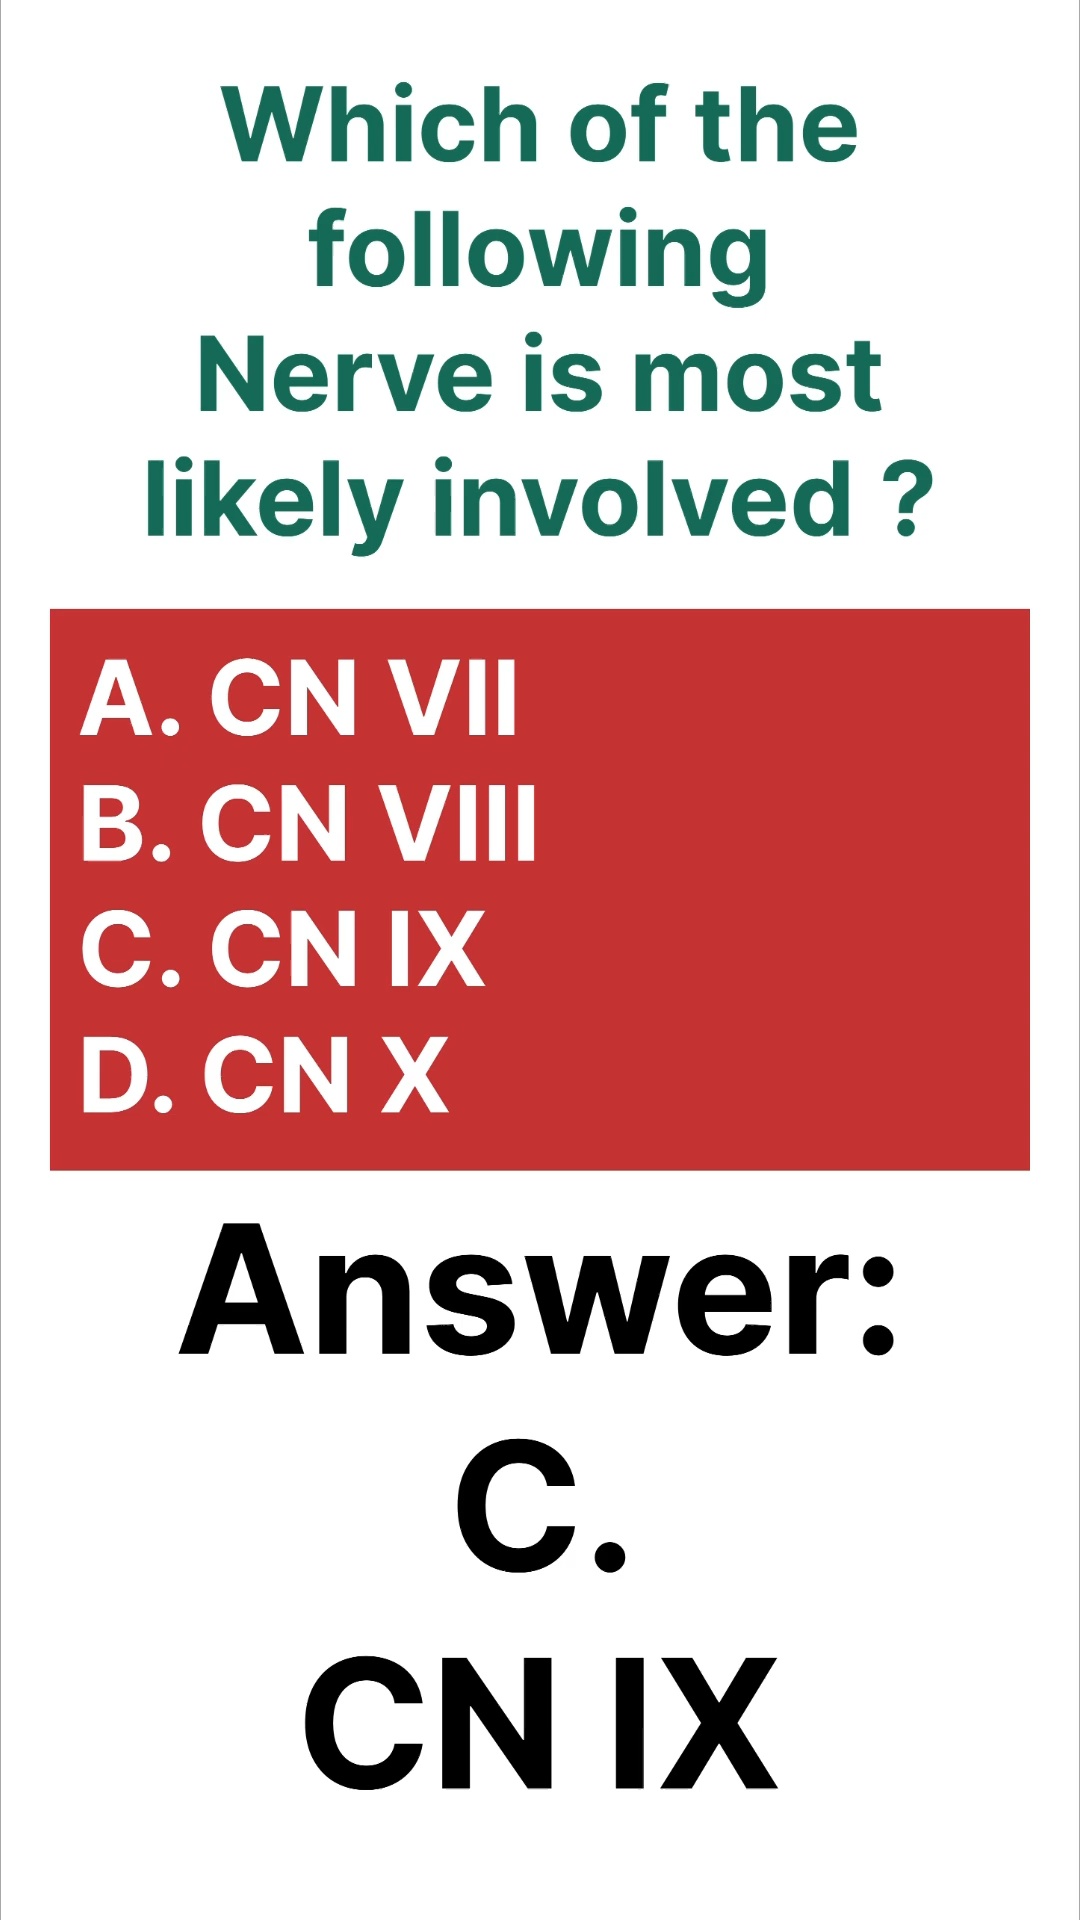 Which of the
following
Nerve is most
likely involved ?
A. CN VII
B. CN VIII
C. CN IX
D. CN X
Answer:
C.
CN IX